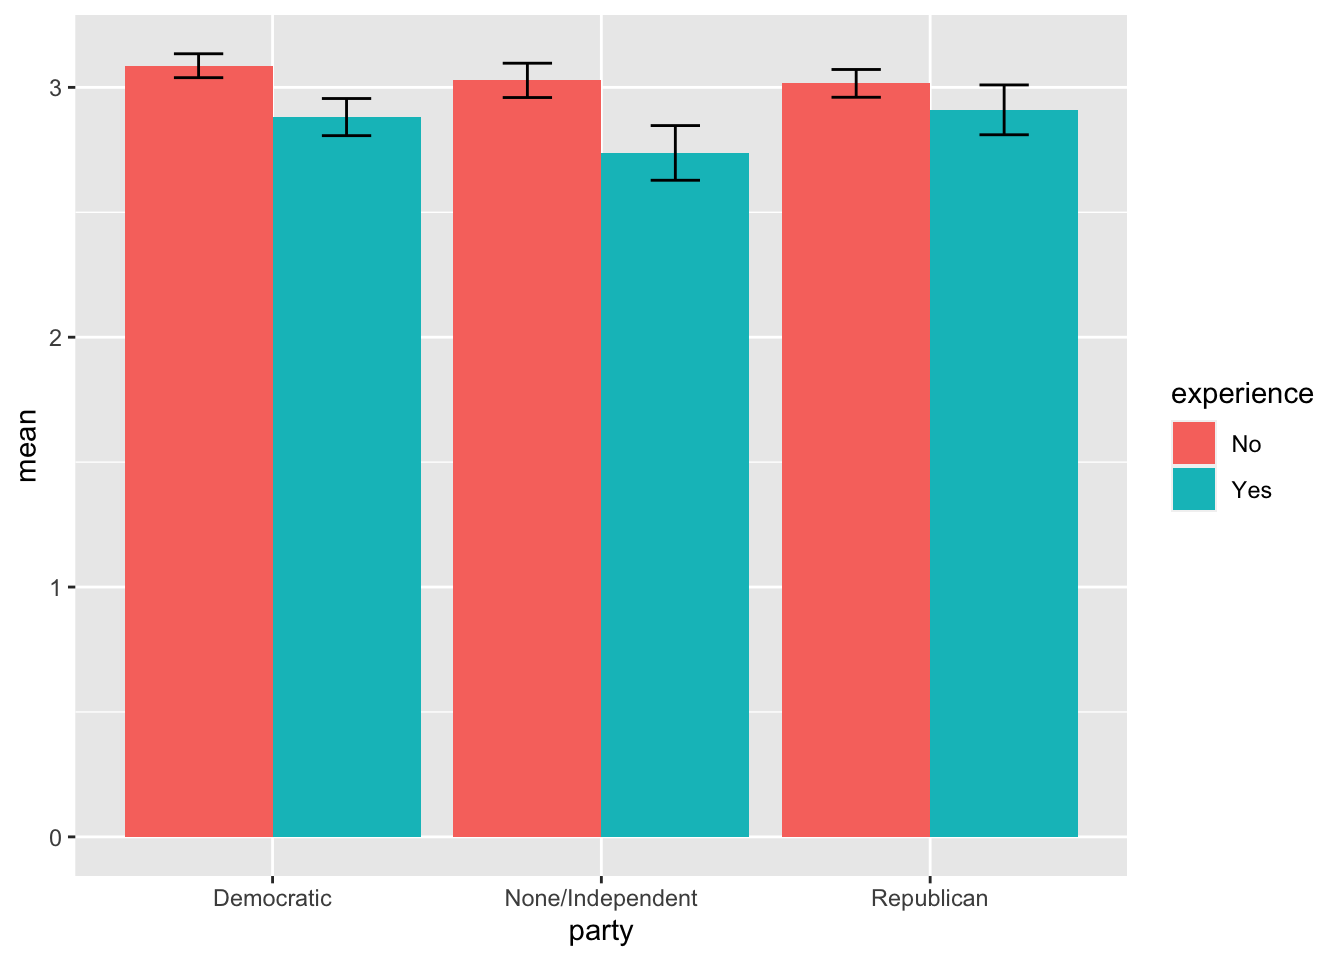 3
2
1
0
mean
Democratic
None/Independent
Republican
party
experience
No
Yes